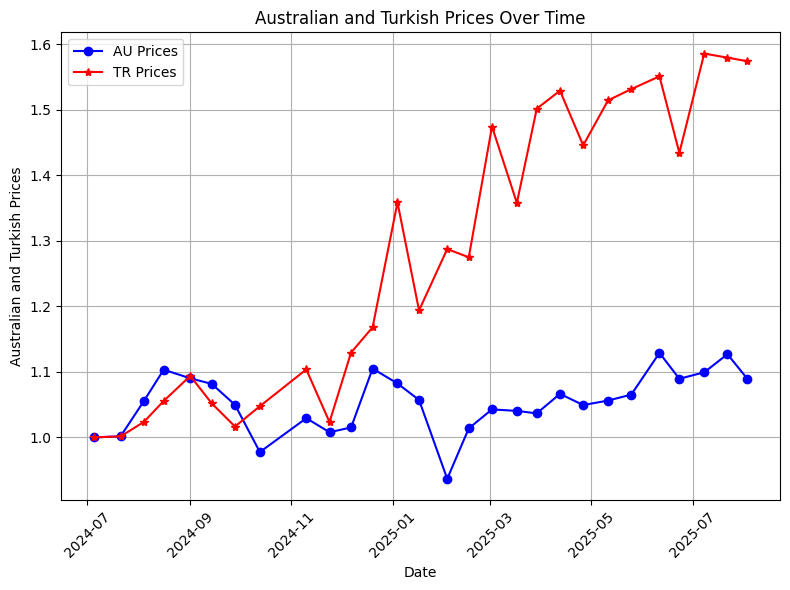 Australian and Turkish Prices Over Time
AU Prices
TR Prices
Australian and Turkish Prices
1.6
1.5
1.4
1.3
1.2
1.1
1.0
2024-07
2024-09
2024-11
2025-01
2025-03
2025-05
2025-07
Date